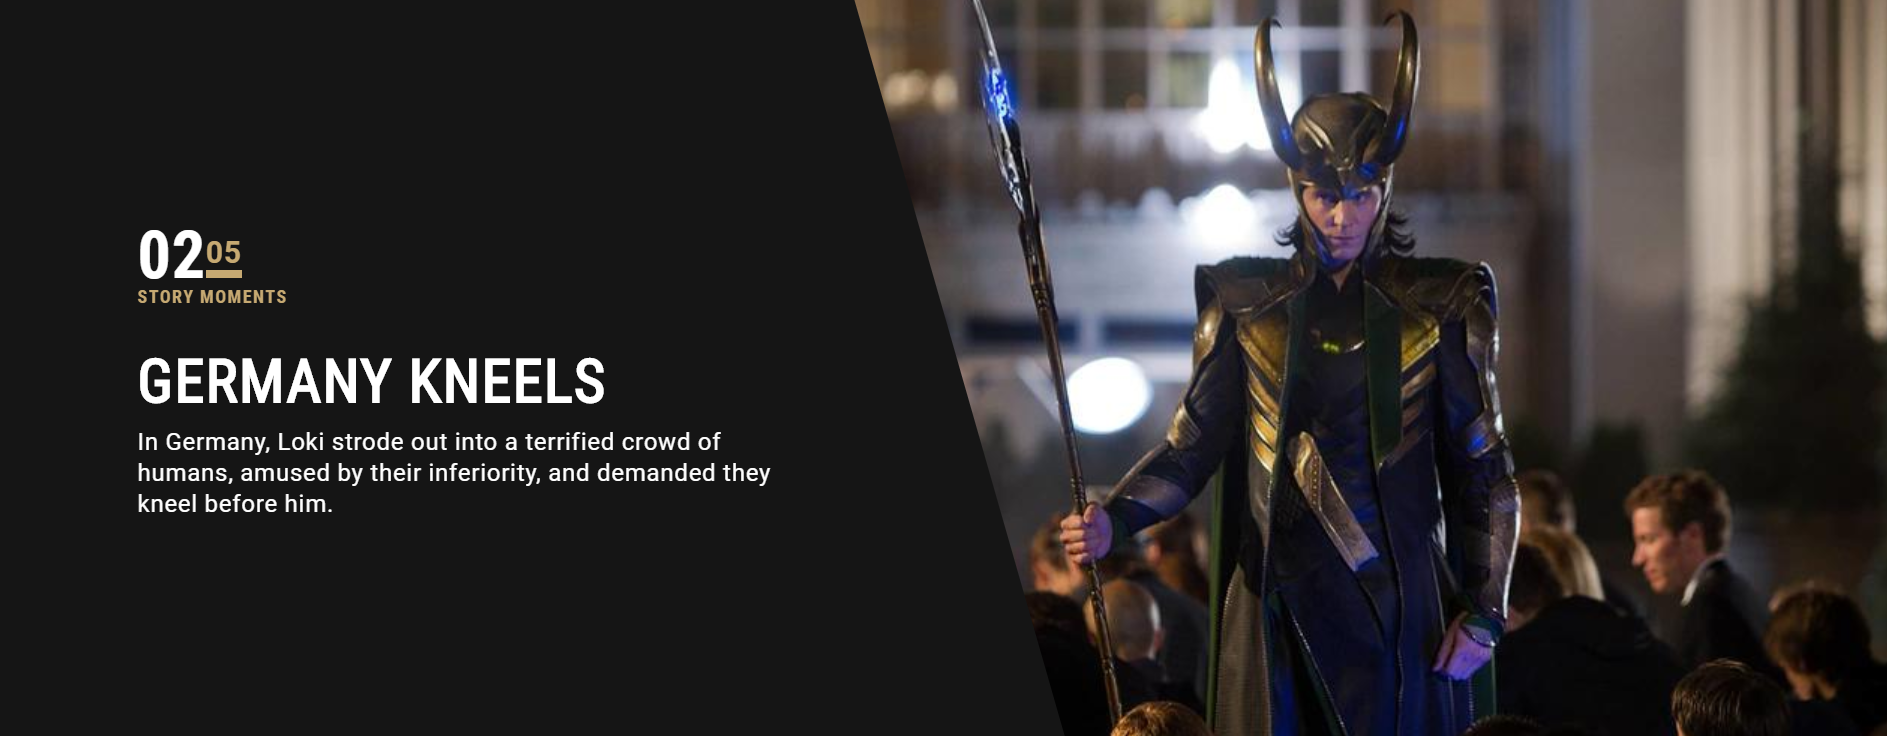 02 05
STORY MOMENTS
GERMANY KNEELS
In Germany, Loki strode out into a terrified crowd of
humans, amused by their inferiority, and demanded they
kneel before him.